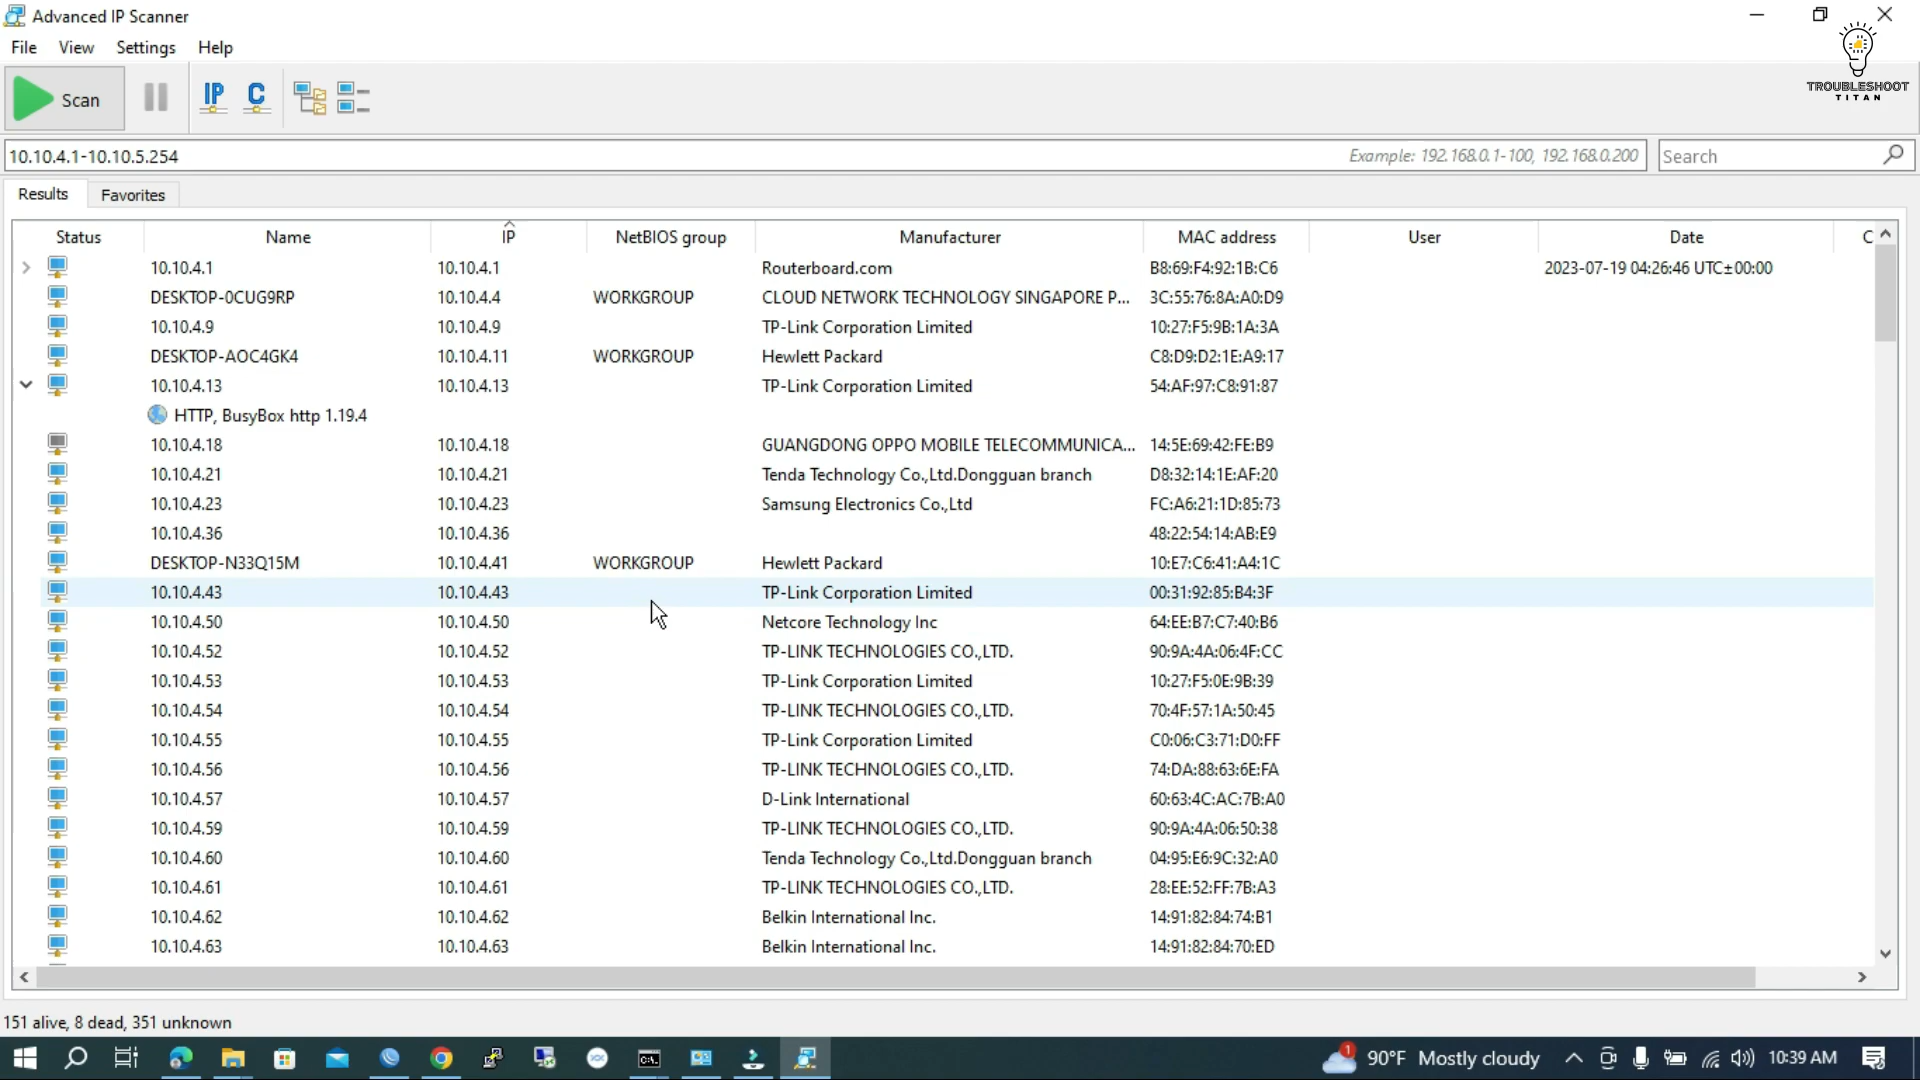 Advanced IP Scanner
File View Settings Help
TROUBLESHOOT
TITAN
Scan IP C
10.10.4.1-10.10.5.254 Example: 192.168.0.1-100, 192.168.0.200 Search
Results Favorites
Status Name IP NetBIOS group Manufacturer MAC address User Date C
10.10.4.1 10.10.4.1 Routerboard.com B8:69:F4:92:1B:C6 2023-07-19 04:26:46 UTC±00:00
DESKTOP-0CUG9RP 10.10.4.4 WORKGROUP CLOUD NETWORK TECHNOLOGY SINGAPORE P... 3C:55:76:8A:A0:D9
10.10.4.9 10.10.4.9 TP-Link Corporation Limited 10:27:F5:9B:1A:3A
DESKTOP-AOC4GK4 10.10.4.11 WORKGROUP Hewlett Packard C8:D9:D2:1E:A9:17
10.10.4.13 10.10.4.13 TP-Link Corporation Limited 54:AF:97:C8:91:87
HTTP, BusyBox http 1.19.4
10.10.4.18 10.10.4.18 GUANGDONG OPPO MOBILE TELECOMMUNICA... 14:5E:69:42:FE:B9
10.10.4.21 10.10.4.21 Tenda Technology Co.,Ltd.Dongguan branch D8:32:14:1E:AF:20
10.10.4.23 10.10.4.23 Samsung Electronics Co.,Ltd FC:A6:21:1D:85:73
10.10.4.36 10.10.4.36 48:22:54:14:AB:E9
DESKTOP-N33Q15M 10.10.4.41 WORKGROUP Hewlett Packard 10:E7:C6:41:A4:1C
10.10.4.43 10.10.4.43 TP-Link Corporation Limited 00:31:92:85:B4:3F
10.10.4.50 10.10.4.50 Netcore Technology Inc 64:EE:B7:C7:40:B6
10.10.4.52 10.10.4.52 TP-LINK TECHNOLOGIES CO.,LTD. 90:9A:4A:06:4F:CC
10.10.4.53 10.10.4.53 TP-Link Corporation Limited 10:27:F5:0E:9B:39
10.10.4.54 10.10.4.54 TP-LINK TECHNOLOGIES CO.,LTD. 70:4F:57:1A:50:45
10.10.4.55 10.10.4.55 TP-Link Corporation Limited C0:06:C3:71:D0:FF
10.10.4.56 10.10.4.56 TP-LINK TECHNOLOGIES CO.,LTD. 74:DA:88:63:6E:FA
10.10.4.57 10.10.4.57 D-Link International 60:63:4C:AC:7B:A0
10.10.4.59 10.10.4.59 TP-LINK TECHNOLOGIES CO.,LTD. 90:9A:4A:06:50:38
10.10.4.60 10.10.4.60 Tenda Technology Co.,Ltd.Dongguan branch 04:95:E6:9C:32:A0
10.10.4.61 10.10.4.61 TP-LINK TECHNOLOGIES CO.,LTD. 28:EE:52:FF:7B:A3
10.10.4.62 10.10.4.62 Belkin International Inc. 14:91:82:84:74:B1
10.10.4.63 10.10.4.63 Belkin International Inc. 14:91:82:84:70:ED
151 alive, 8 dead, 351 unknown
1 90°F Mostly cloudy 10:39 AM